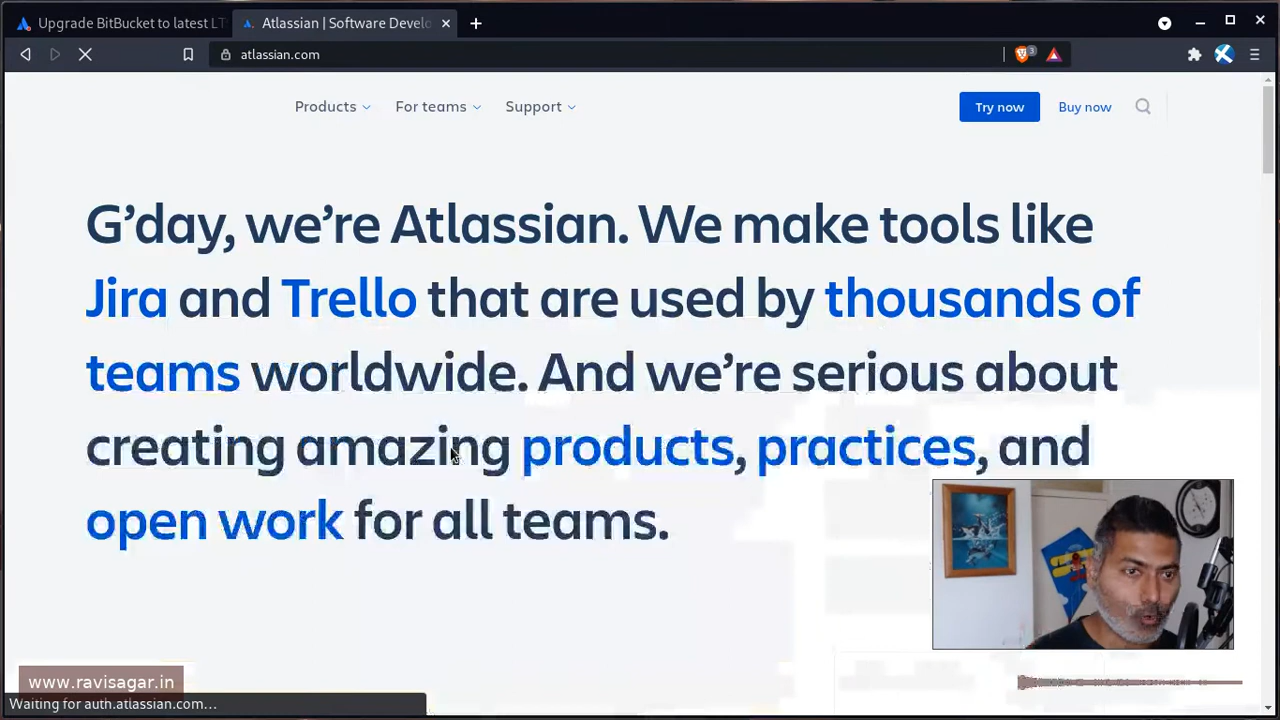 Upgrade BitBucket to latest LT
Atlassian | Software Develo
atlassian.com
3
Products
For teams
Support
Try now
Buy now
G’day, we’re Atlassian. We make tools like
Jira and Trello that are used by thousands of
teams worldwide. And we’re serious about
creating amazing products, practices, and
open work for all teams.
www.ravisagar.in
Waiting for auth.atlassian.com…